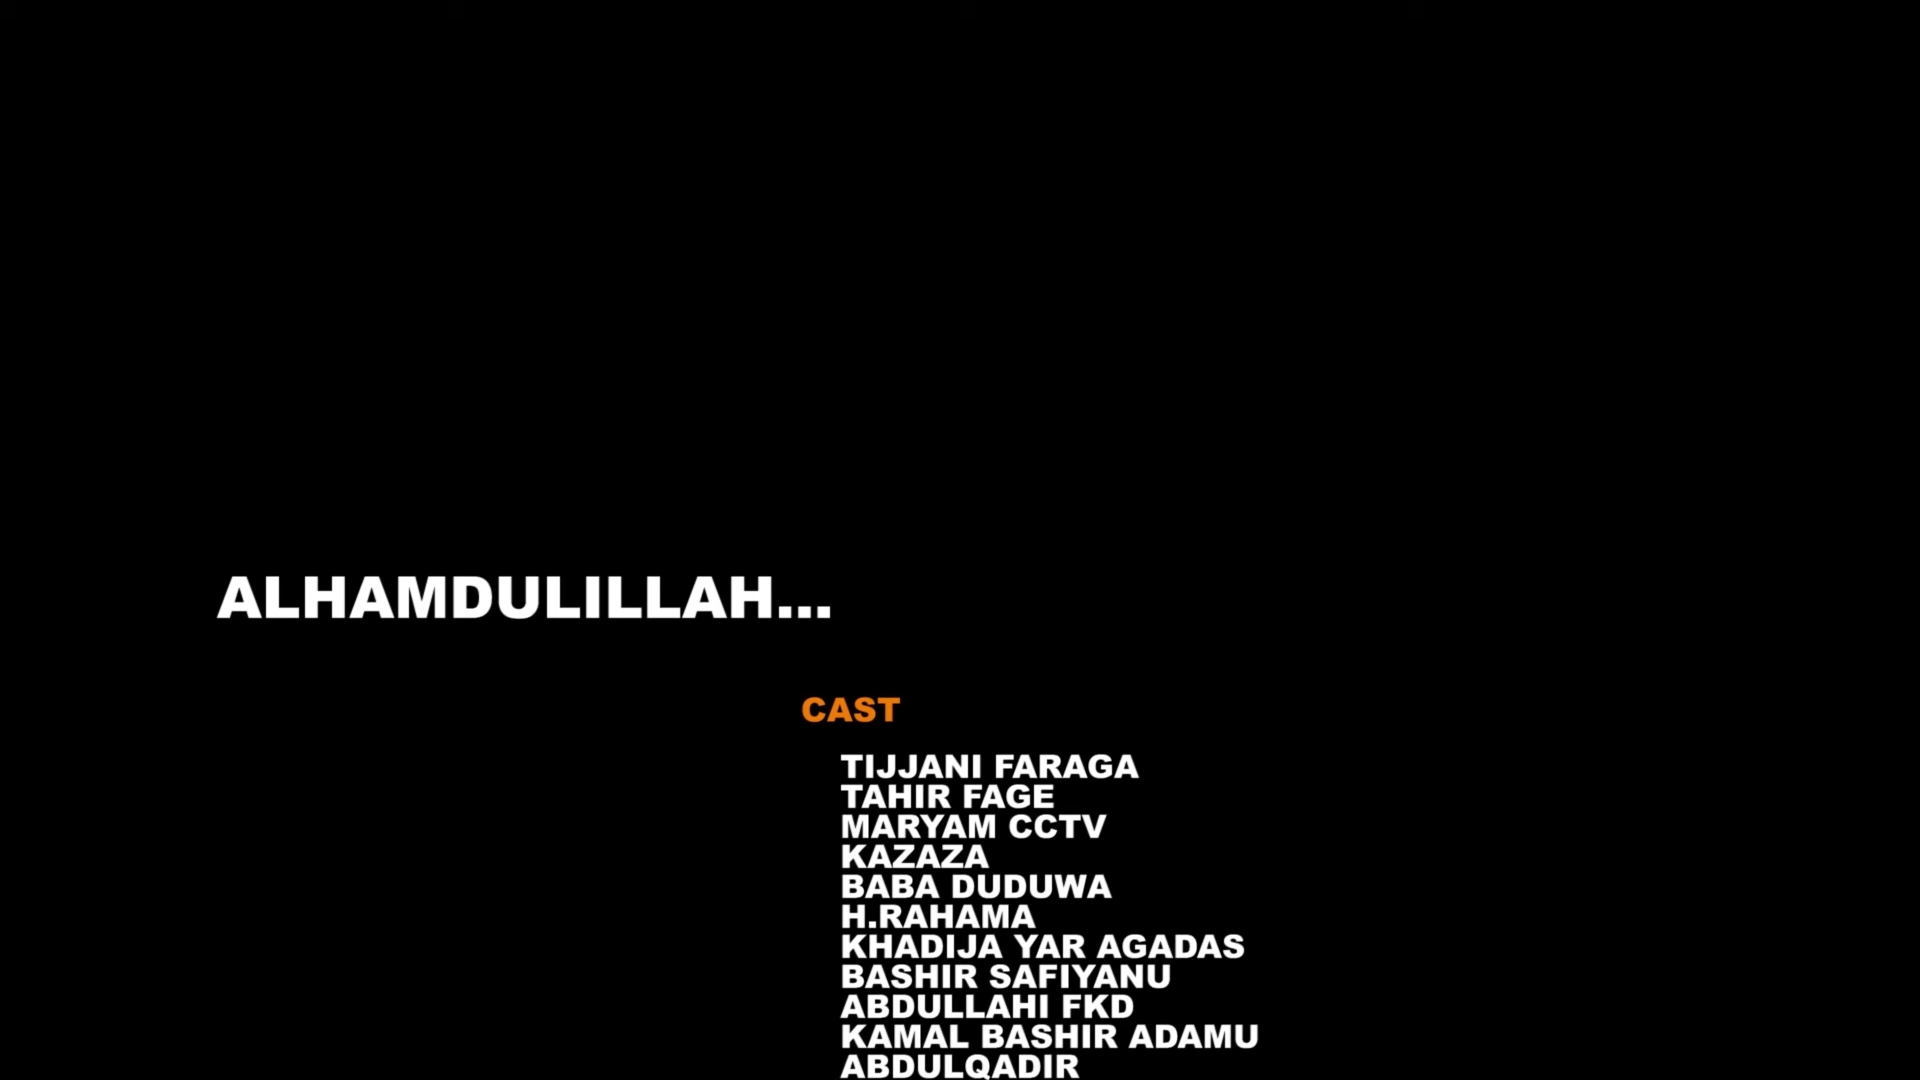 ALHAMDULILLAH...
CAST
TIJJANI FARAGA
TAHIR FAGE
MARYAM CCTV
KAZAZA
BABA DUDUWA
H.RAHAMA
KHADIJA YAR AGADAS
BASHIR SAFIYANU
ABDULLAHI FKD
KAMAL BASHIR ADAMU
ABDULQADIR